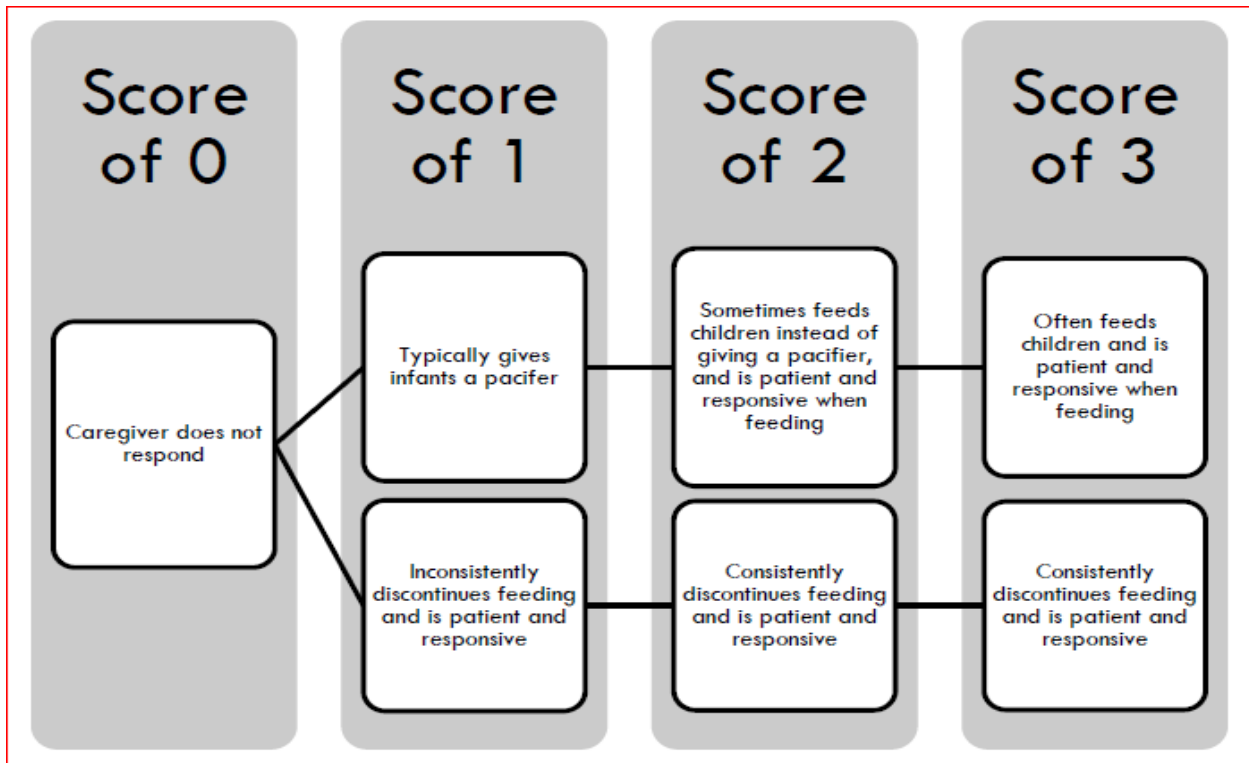 Score
of 0
Score
of 1
Score
of 2
Score
of 3
Caregiver does not
respond
Typically gives
infants a pacifer
Sometimes feeds
children instead of
giving a pacifier,
and is patient and
responsive when
feeding
Often feeds
children and is
patient and
responsive when
feeding
Inconsistently
discontinues feeding
and is patient and
responsive
Consistently
discontinues feeding
and is patient and
responsive
Consistently
discontinues feeding
and is patient and
responsive